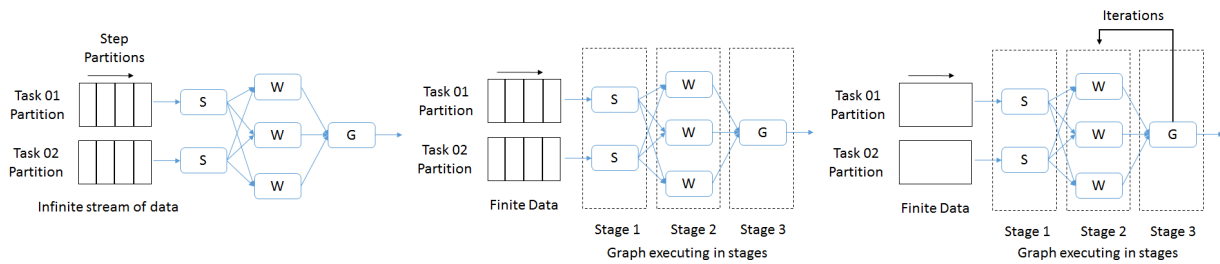 Step
Partitions
Task 01
Partition
Task 02
Partition
S
S
W
W
W
G
Infinite stream of data
Task 01
Partition
Task 02
Partition
S
S
W
W
W
G
Finite Data
Stage 1
Stage 2
Stage 3
Graph executing in stages
Iterations
Task 01
Partition
Task 02
Partition
S
S
W
W
W
G
Finite Data
Stage 1
Stage 2
Stage 3
Graph executing in stages